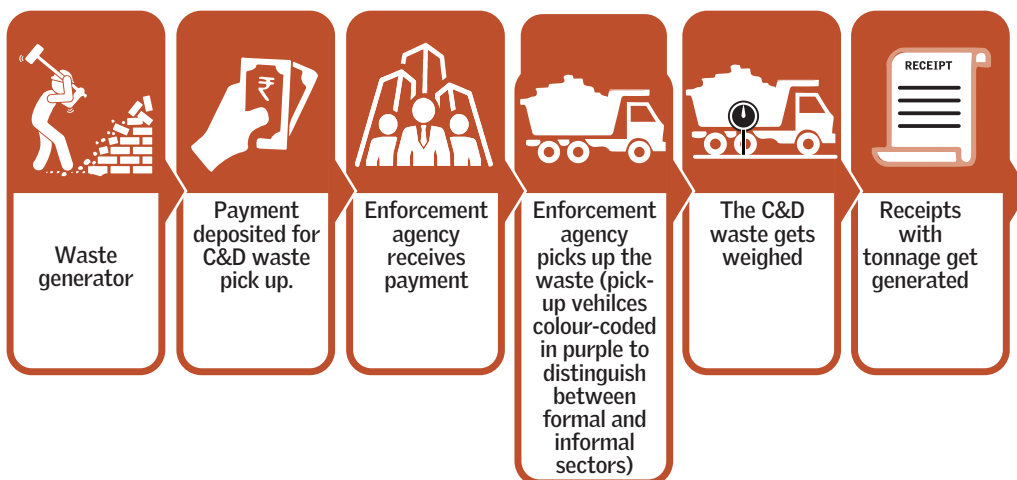 ₹
RECEIPT
Waste
generator
Payment
deposited for
C&D waste
pick up.
Enforcement
agency
receives
payment
Enforcement
agency
picks up the
waste (pick-
up vehilces
colour-coded
in purple to
distinguish
between
formal and
informal
sectors)
The C&D
waste gets
weighed
Receipts
with
tonnage get
generated